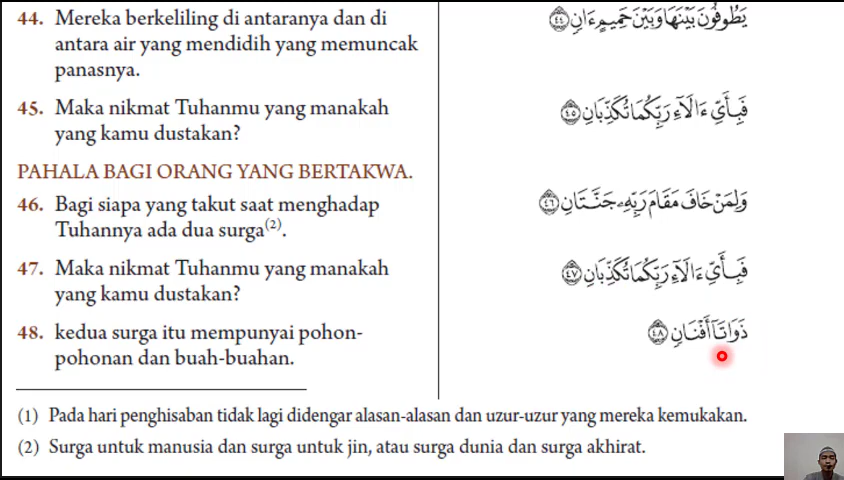 44. Mereka berkeliling di antaranya dan di
antara air yang mendidih yang memuncak
panasnya.
يَطُوفُونَ بَيْنَهَا وَبَيْنَ حَمِيمٍ ءَانٍ ٤٤
45. Maka nikmat Tuhanmu yang manakah
yang kamu dustakan?
فَبِأَيِّ ءَالَآءِ رَبِّكُمَا تُكَذِّبَانِ ٤٥
PAHALA BAGI ORANG YANG BERTAKWA.
46. Bagi siapa yang takut saat menghadap
Tuhannya ada dua surga(2).
وَلِمَنْ خَافَ مَقَامَ رَبِّهِۦ جَنَّتَانِ ٤٦
47. Maka nikmat Tuhanmu yang manakah
yang kamu dustakan?
فَبِأَيِّ ءَالَآءِ رَبِّكُمَا تُكَذِّبَانِ ٤٧
48. kedua surga itu mempunyai pohon-
pohonan dan buah-buahan.
ذَوَاتَآ أَفْنَانٍ ٤٨
(1) Pada hari penghisaban tidak lagi didengar alasan-alasan dan uzur-uzur yang mereka kemukakan.
(2) Surga untuk manusia dan surga untuk jin, atau surga dunia dan surga akhirat.